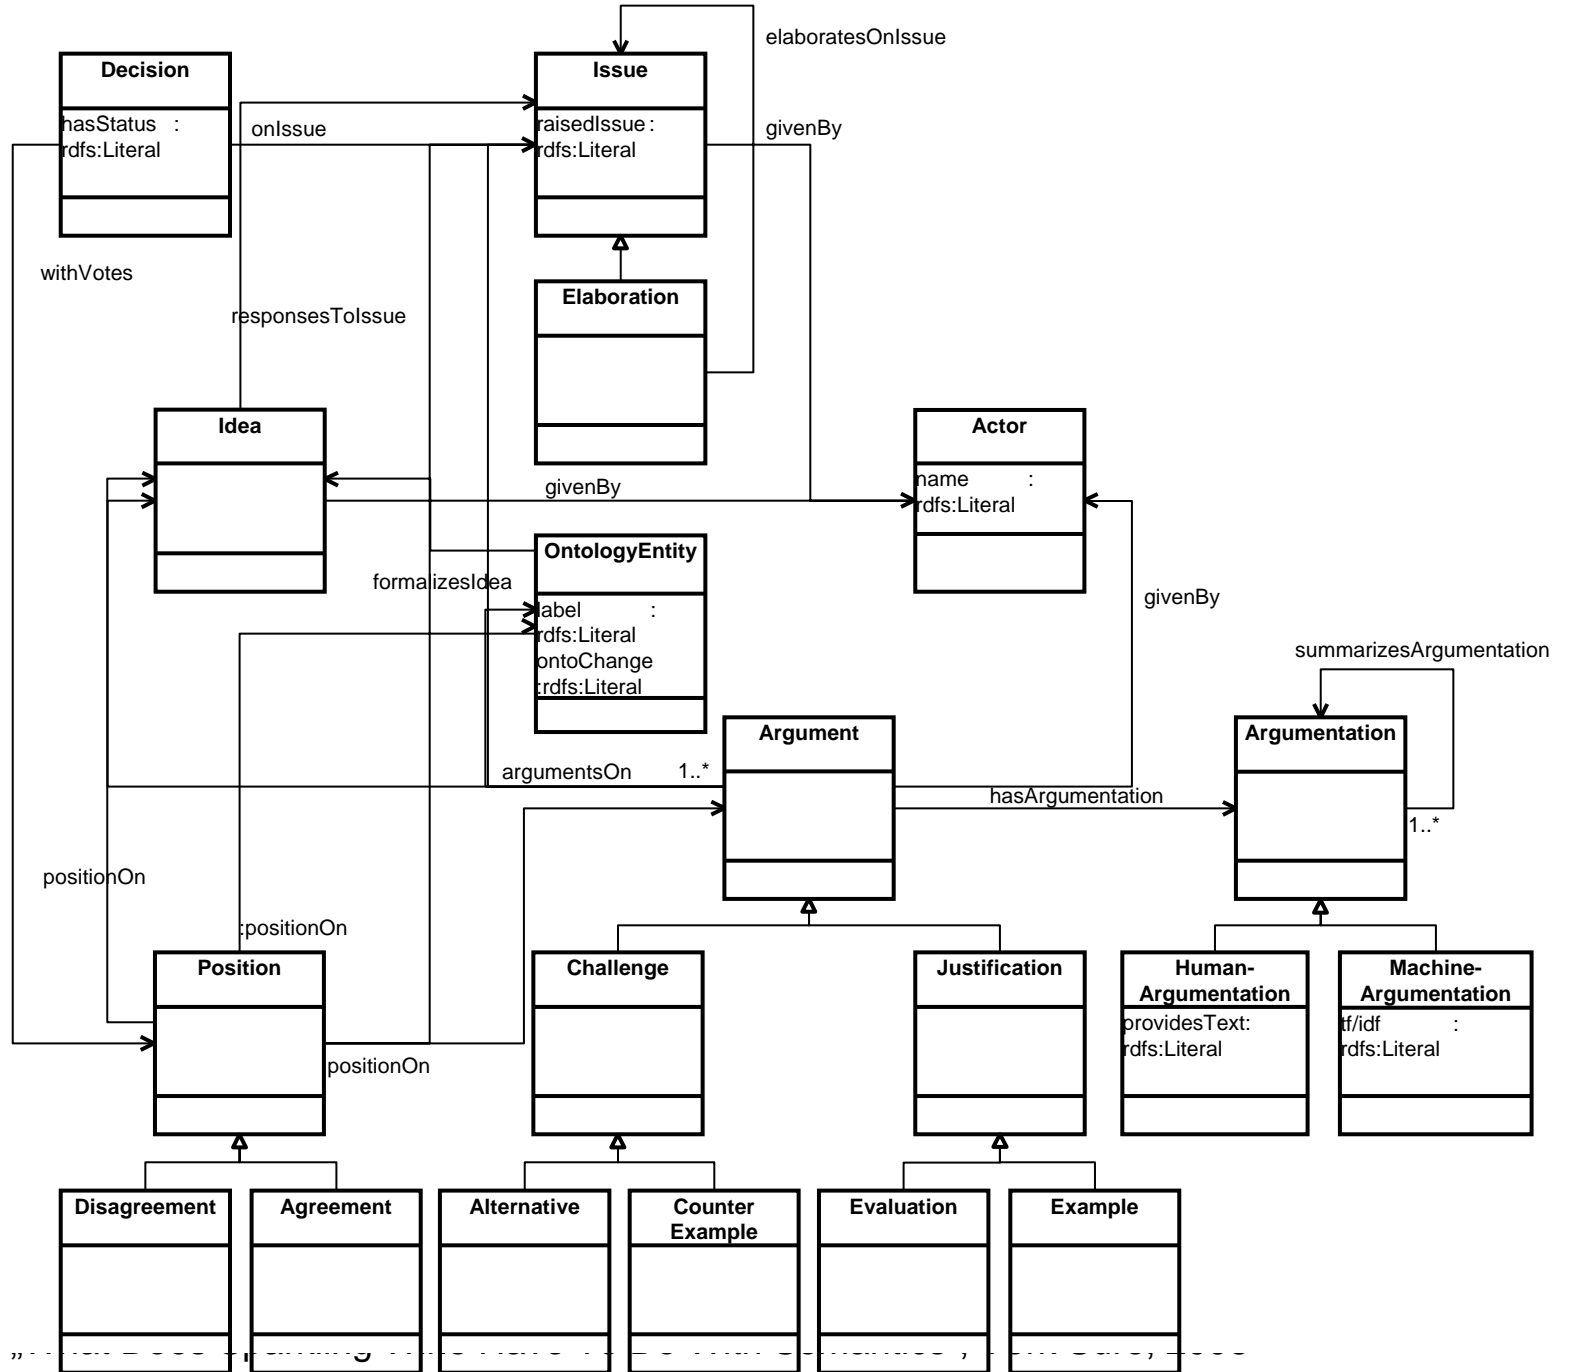 elaboratesOnIssue
Decision
Issue
hasStatus :
rdfs:Literal
onIssue
raisedIssue:
rdfs:Literal
givenBy
withVotes
responsesToIssue
Elaboration
Idea
Actor
name :
rdfs:Literal
givenBy
OntologyEntity
formalizesIdea
label :
rdfs:Literal
ontoChange
:rdfs:Literal
givenBy
summarizesArgumentation
Argument
Argumentation
argumentsOn 1..*
hasArgumentation
1..*
positionOn
:positionOn
Position
Challenge
Justification
Human-
Argumentation
Machine-
Argumentation
providesText:
rdfs:Literal
tf/idf :
rdfs:Literal
positionOn
Disagreement
Agreement
Alternative
Counter
Example
Evaluation
Example